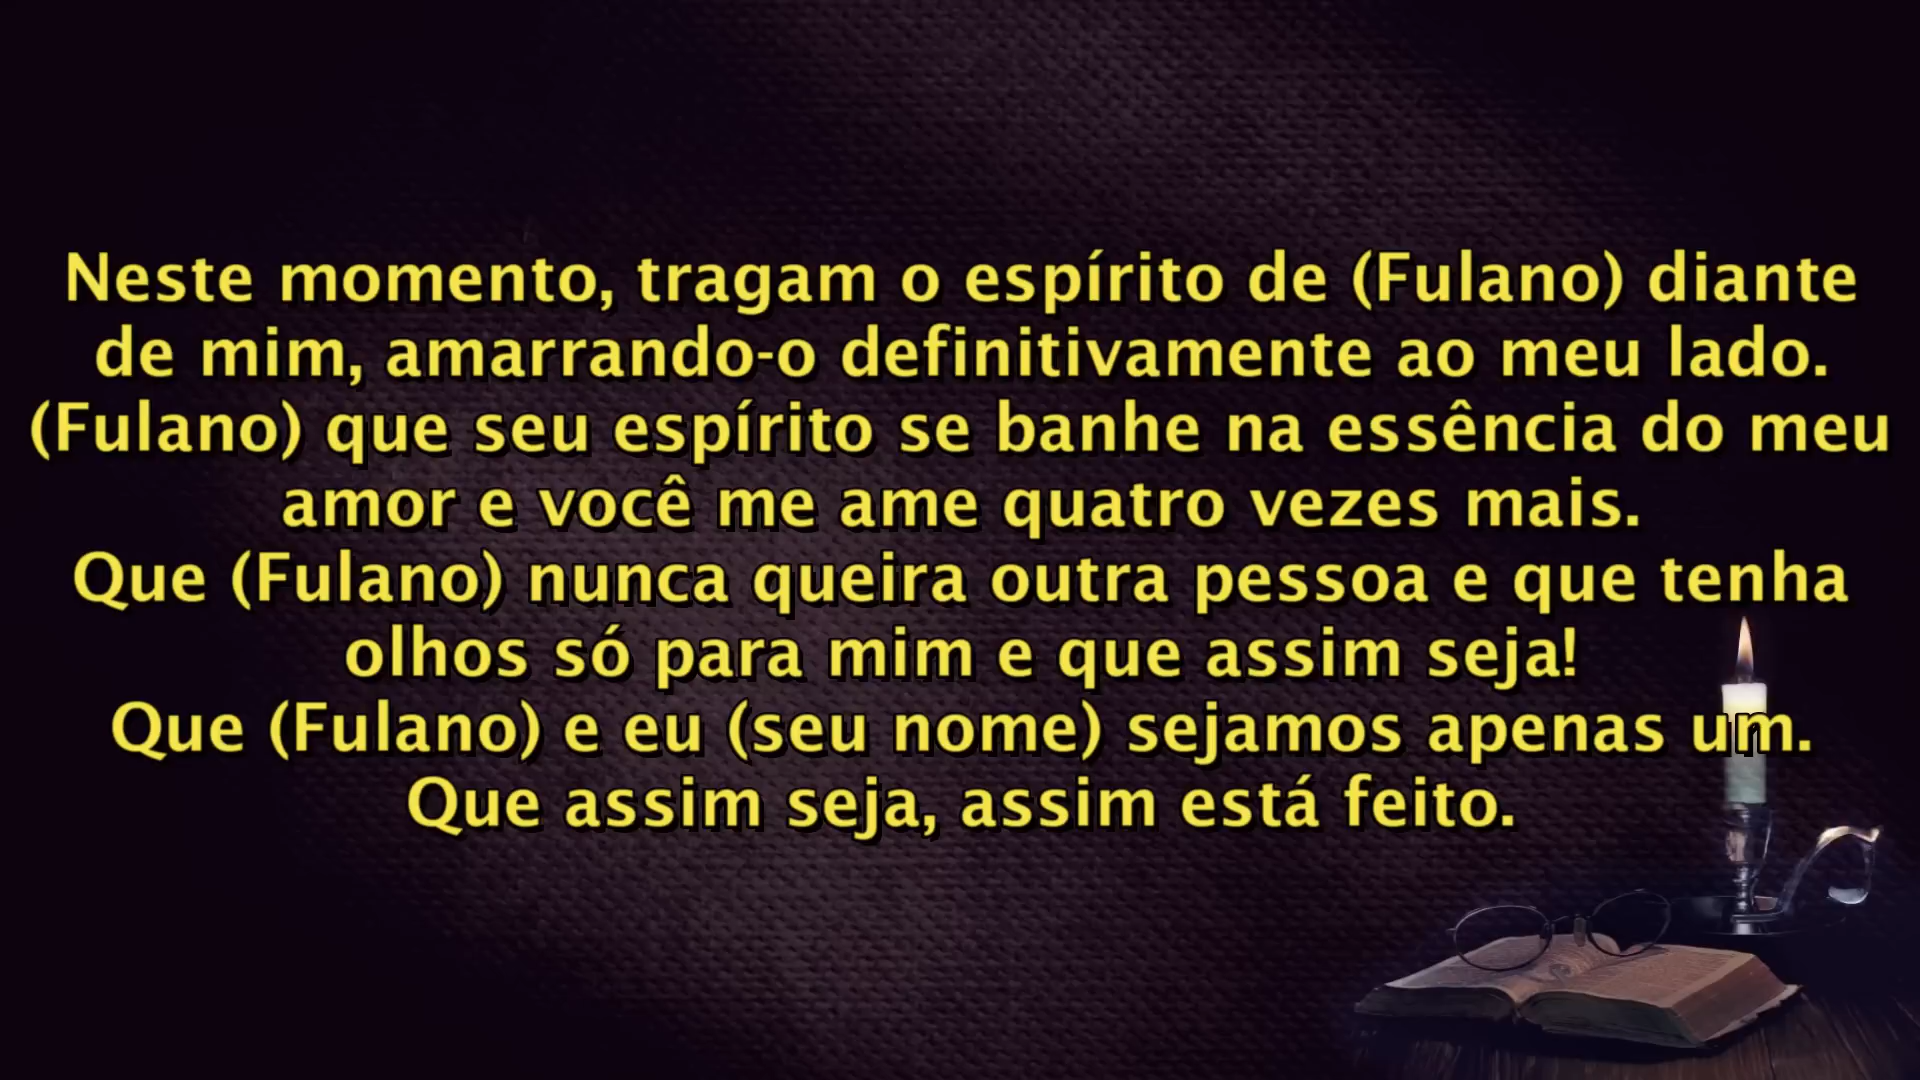 Neste momento, tragam o espírito de (Fulano) diante
de mim, amarrando-o definitivamente ao meu lado.
(Fulano) que seu espírito se banhe na essência do meu
amor e você me ame quatro vezes mais.
Que (Fulano) nunca queira outra pessoa e que tenha
olhos só para mim e que assim seja!
Que (Fulano) e eu (seu nome) sejamos apenas um.
Que assim seja, assim está feito.